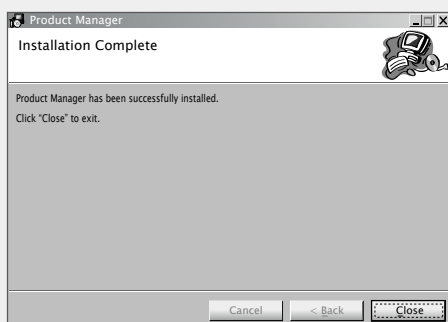 Product Manager
Installation Complete
Product Manager has been successfully installed.
Click "Close" to exit.
Cancel
< Back
Close